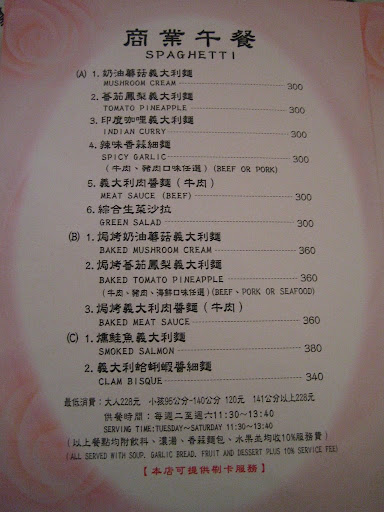 商業午餐
SPAGHETTI
(A) 1. 奶油蘑菇義大利麵
MUSHROOM CREAM 300
2. 番茄鳳梨義大利麵
TOMATO PINEAPPLE 300
3. 印度咖哩義大利麵
INDIAN CURRY 300
4. 辣味香蒜細麵
SPICY GARLIC 300
(牛肉、豬肉口味任選) (BEEF OR PORK)
5. 義大利肉醬麵 (牛肉)
MEAT SAUCE (BEEF) 300
6. 綜合生菜沙拉
GREEN SALAD 300
(B) 1. 焗烤奶油蘑菇義大利麵
BAKED MUSHROOM CREAM 360
2. 焗烤番茄鳳梨義大利麵
BAKED TOMATO PINEAPPLE 360
(牛肉、豬肉、海鮮口味任選) (BEEF、PORK OR SEAFOOD)
3. 焗烤義大利肉醬麵 (牛肉)
BAKED MEAT SAUCE 360
(C) 1. 燻鮭魚義大利麵
SMOKED SALMON 380
2. 義大利蛤蜊蝦醬細麵
CLAM BISQUE 340
最低消費：大人228元 小孩95公分~140公分 120元 141公分以上228元
供餐時間：每週二至週六11:30~13:40
SERVING TIME:TUESDAY~SATURDAY 11:30~13:40
(以上餐點均附飲料、濃湯、香蒜麵包、水果並均收10%服務費)
(ALL SERVED WITH SOUP, GARLIC BREAD, FRUIT AND DESSERT PLUS 10% SERVICE FEE)
【本店可提供刷卡服務】